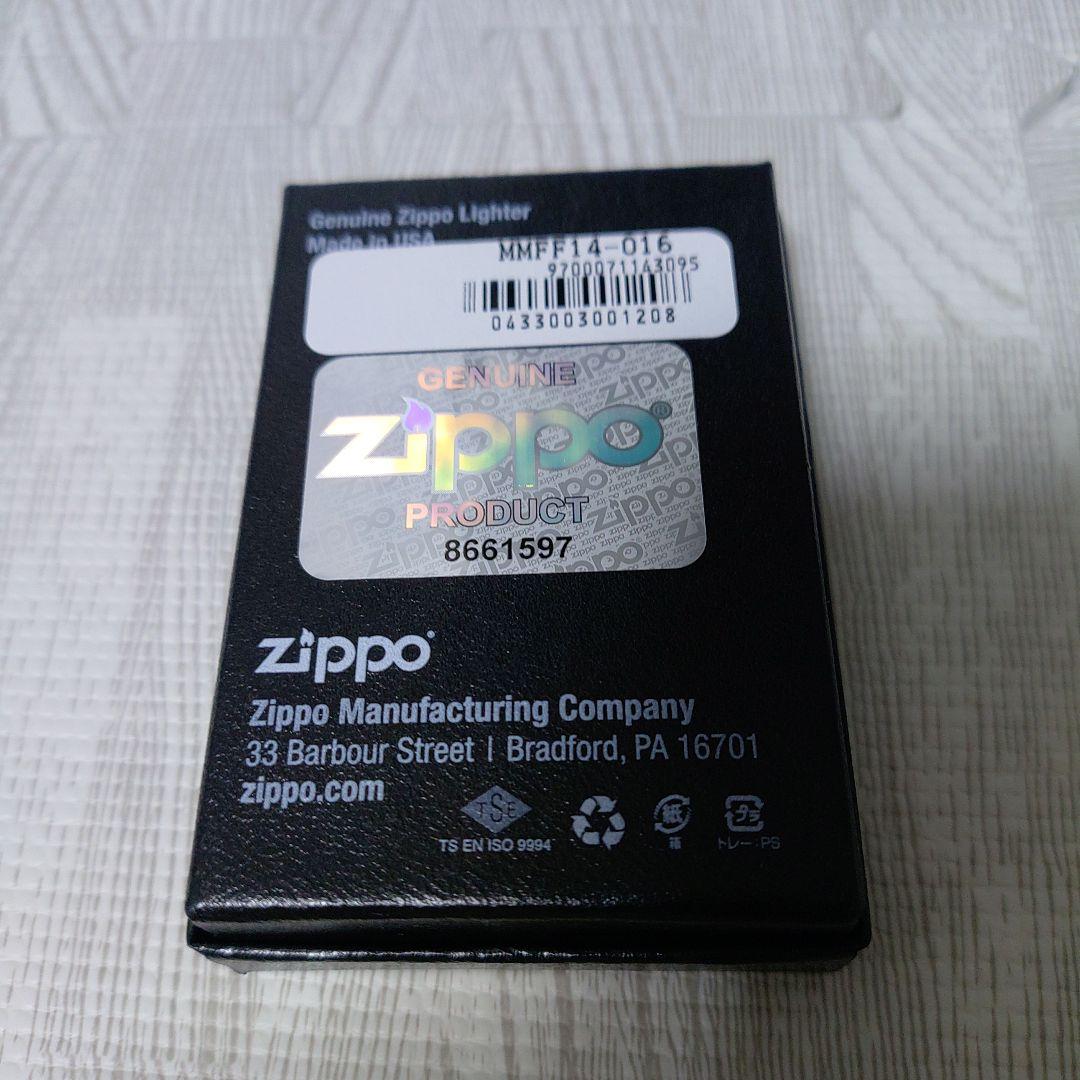 Genuine Zippo Lighter
Made in USA
MMFF14-016
9700071143095
0433003001208
GENUINE
zippo®
PRODUCT
8661597
zippo
Zippo Manufacturing Company
33 Barbour Street | Bradford, PA 16701
zippo.com
TSE
TS EN ISO 9994
紙
箱
プラ
トレー:PS